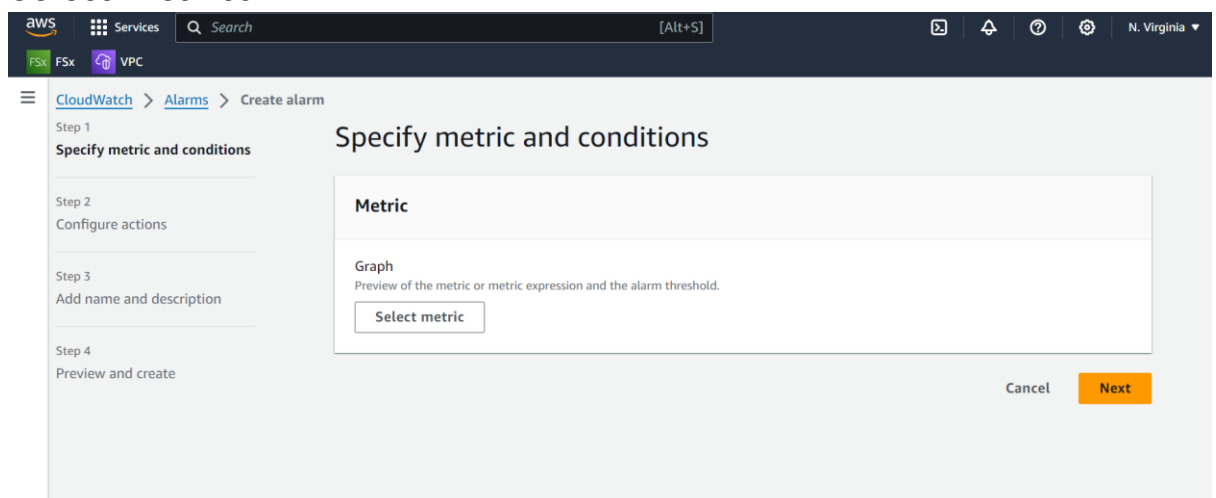 aws
Services
Search
[Alt+S]
N. Virginia
FSx
FSx
VPC
CloudWatch > Alarms > Create alarm
Step 1
Specify metric and conditions
Step 2
Configure actions
Step 3
Add name and description
Step 4
Preview and create
Specify metric and conditions
Metric
Graph
Preview of the metric or metric expression and the alarm threshold.
Select metric
Cancel
Next